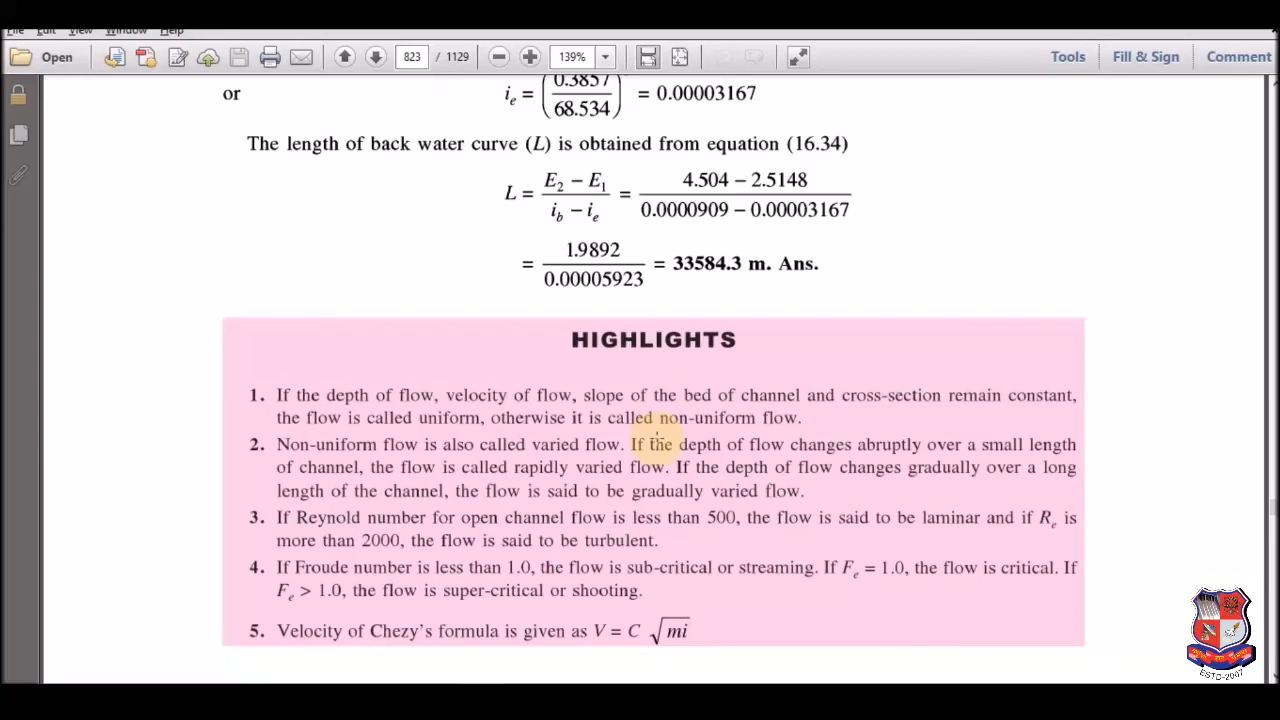 File Edit View Window Help
Open 823 / 1129 139% Tools Fill & Sign Comment
or i_e = (0.3857 / 68.534) = 0.00003167
The length of back water curve (L) is obtained from equation (16.34)
L = (E₂ − E₁) / (i_b − i_e) = (4.504 − 2.5148) / (0.0000909 − 0.00003167)
= 1.9892 / 0.00005923 = 33584.3 m. Ans.
HIGHLIGHTS
1. If the depth of flow, velocity of flow, slope of the bed of channel and cross-section remain constant,
the flow is called uniform, otherwise it is called non-uniform flow.
2. Non-uniform flow is also called varied flow. If the depth of flow changes abruptly over a small length
of channel, the flow is called rapidly varied flow. If the depth of flow changes gradually over a long
length of the channel, the flow is said to be gradually varied flow.
3. If Reynold number for open channel flow is less than 500, the flow is said to be laminar and if R_e is
more than 2000, the flow is said to be turbulent.
4. If Froude number is less than 1.0, the flow is sub-critical or streaming. If F_e = 1.0, the flow is critical. If
F_e > 1.0, the flow is super-critical or shooting.
5. Velocity of Chezy's formula is given as V = C √mi
ESTD-2007